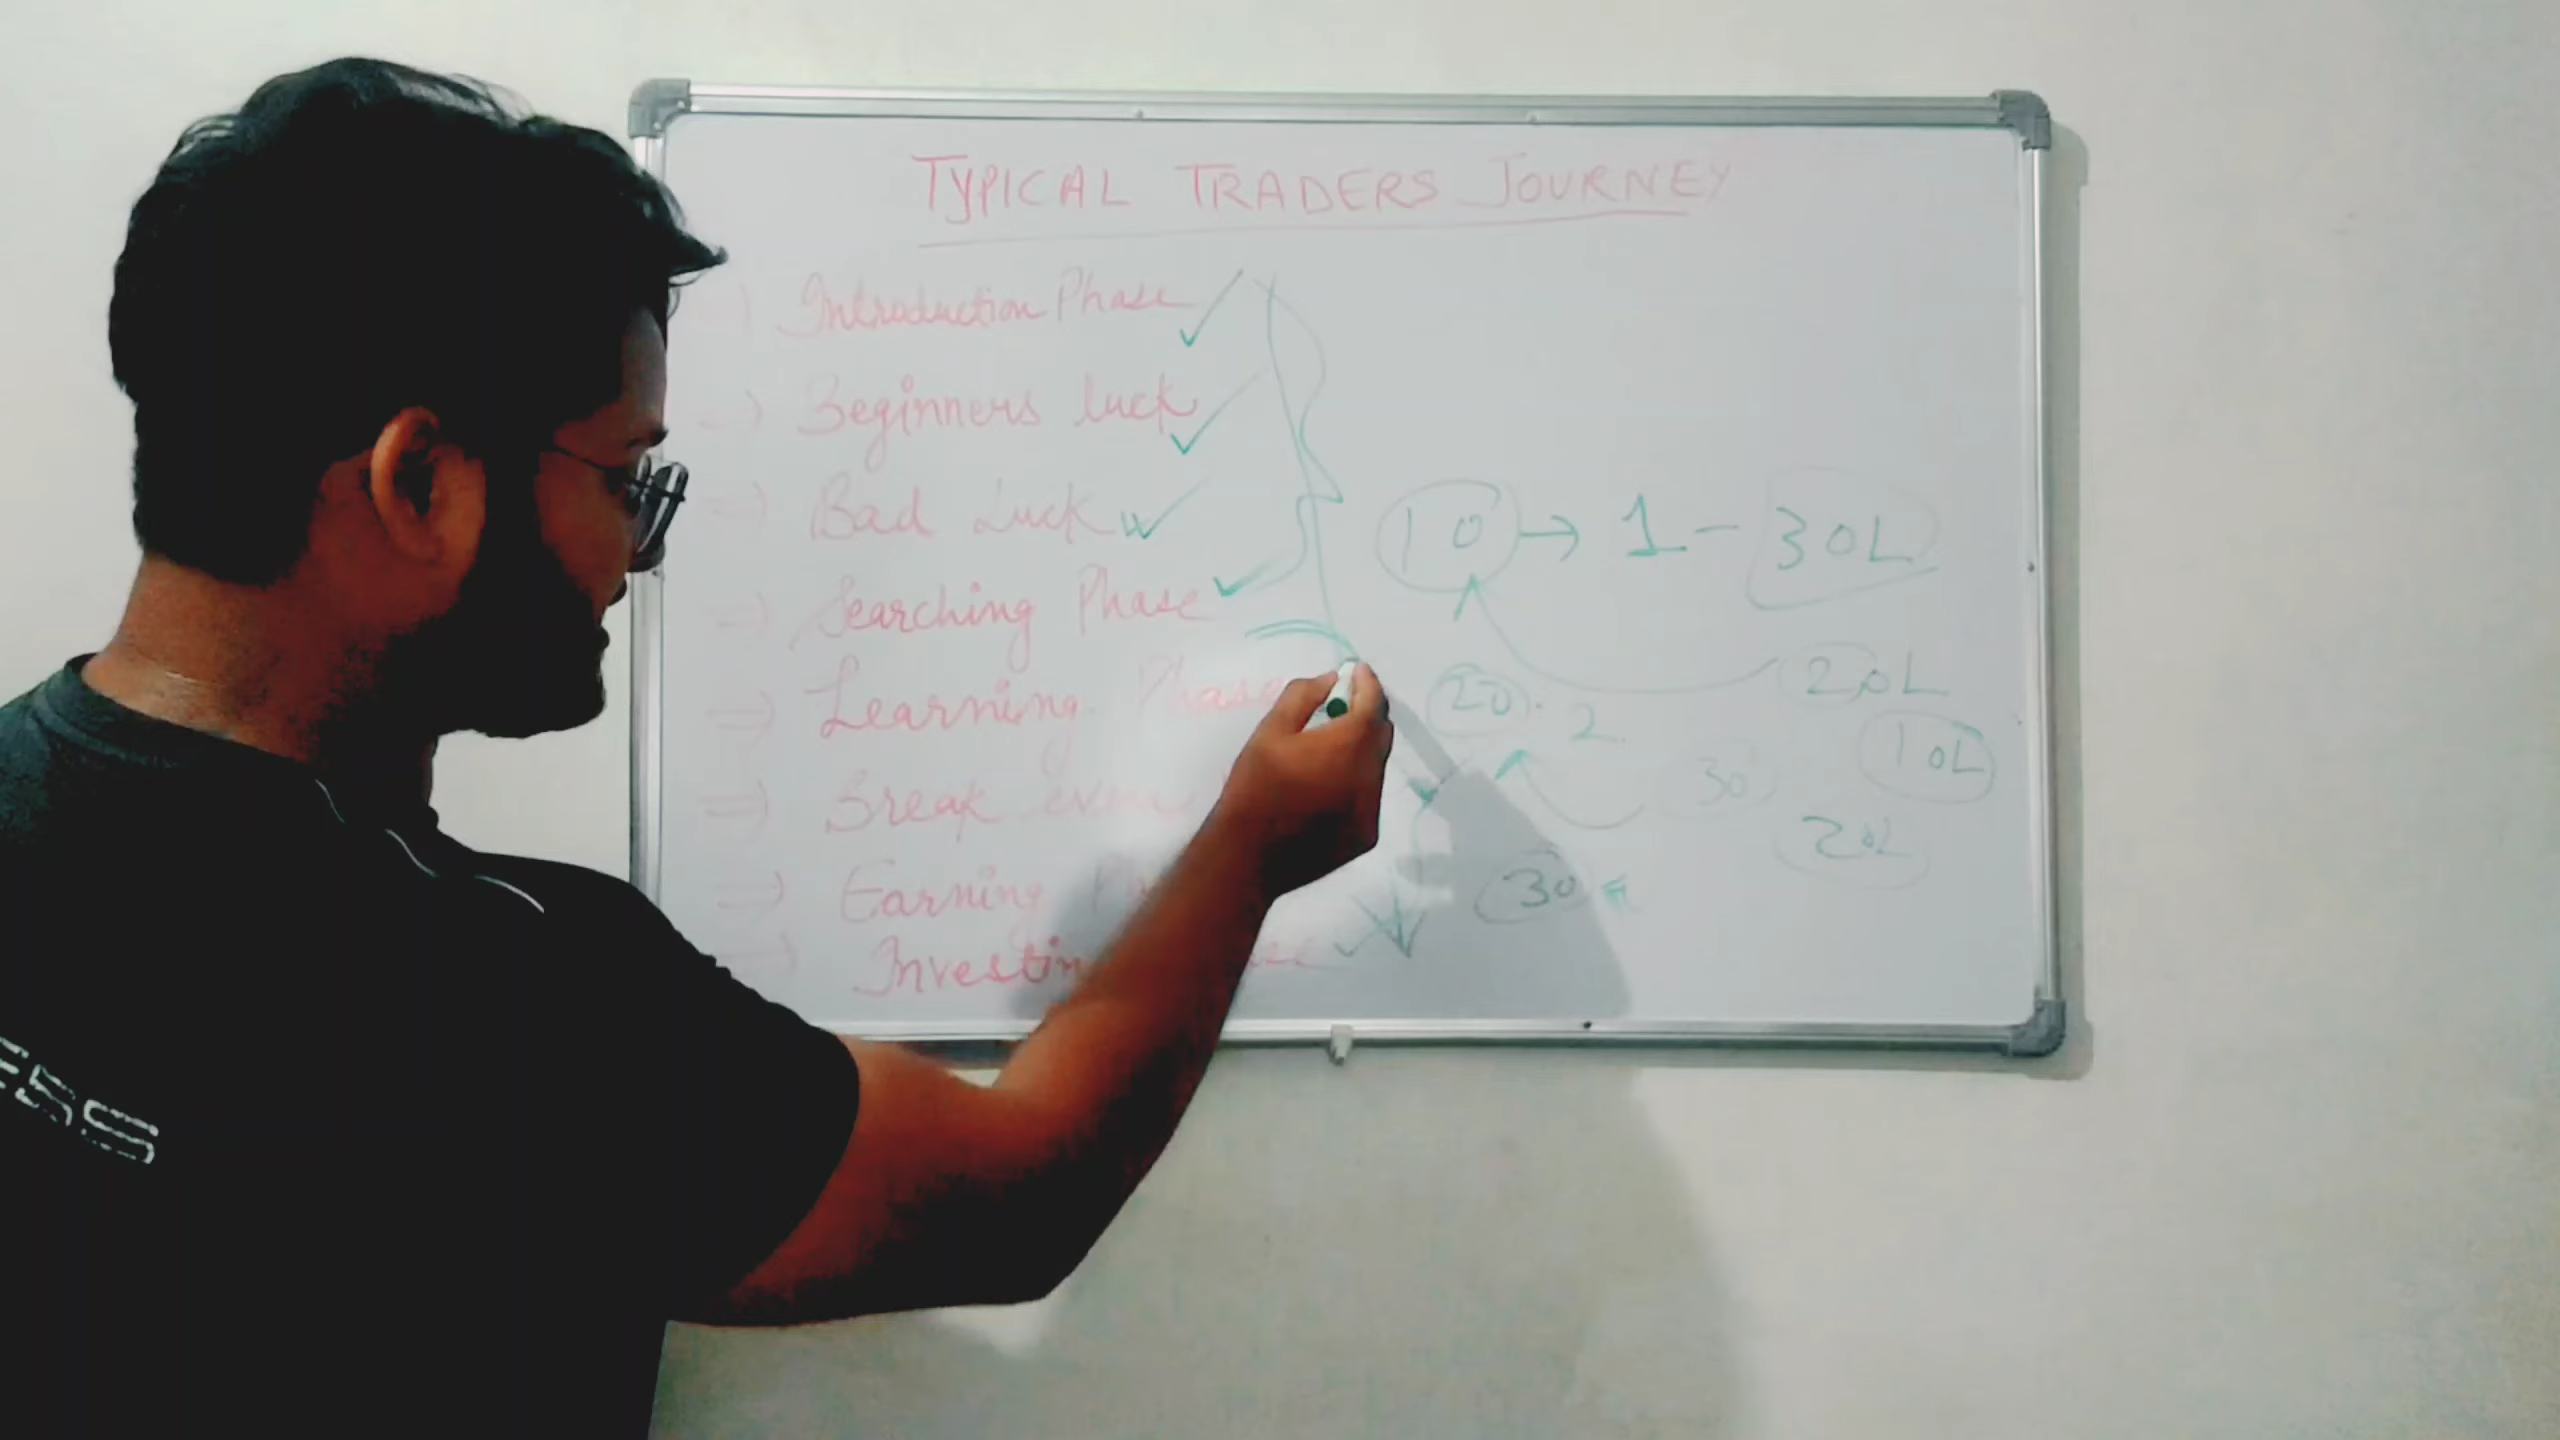 TYPICAL TRADERS JOURNEY
⇒ Introduction Phase ✓
⇒ Beginners luck ✓
⇒ Bad Luck ✓
⇒ Searching Phase ✓
⇒ Learning Phase
⇒ Break even
⇒ Earning
⇒ Investin
10 → 1 - 30L
20L
20 . 2
10L
30
20L
30